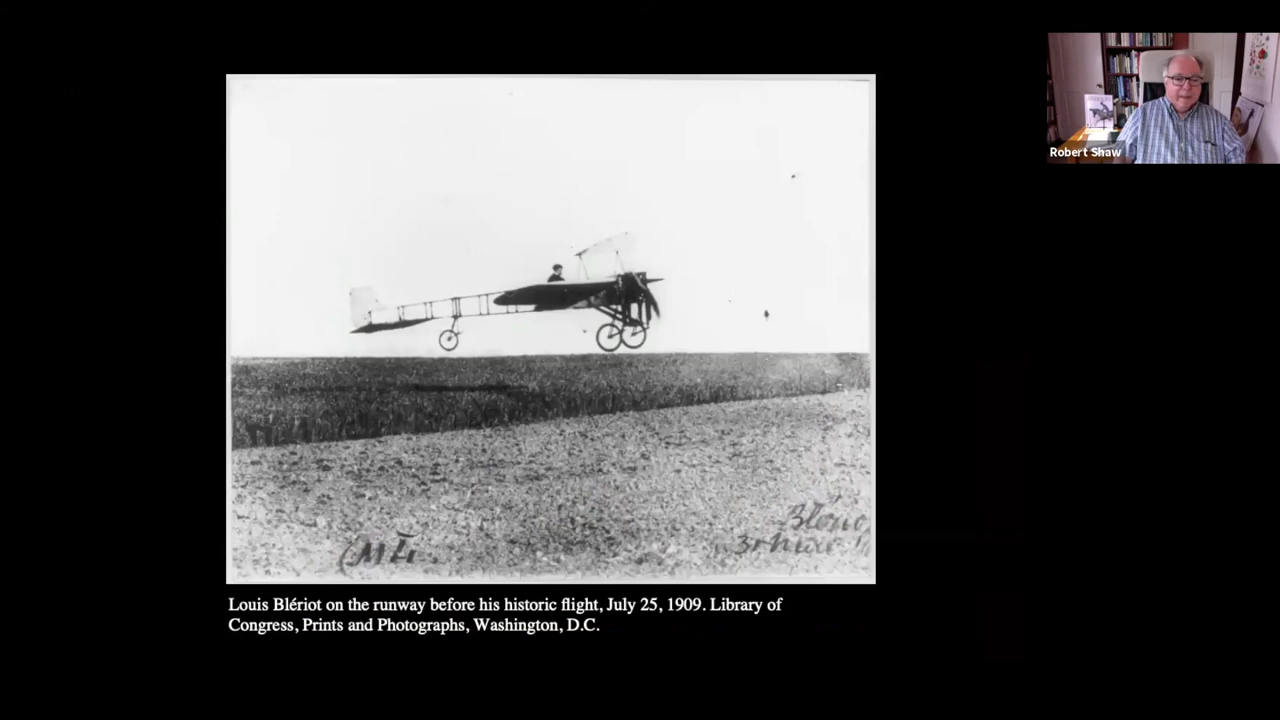 Robert Shaw
Blério
(M L.
Louis Blériot on the runway before his historic flight, July 25, 1909. Library of
Congress, Prints and Photographs, Washington, D.C.